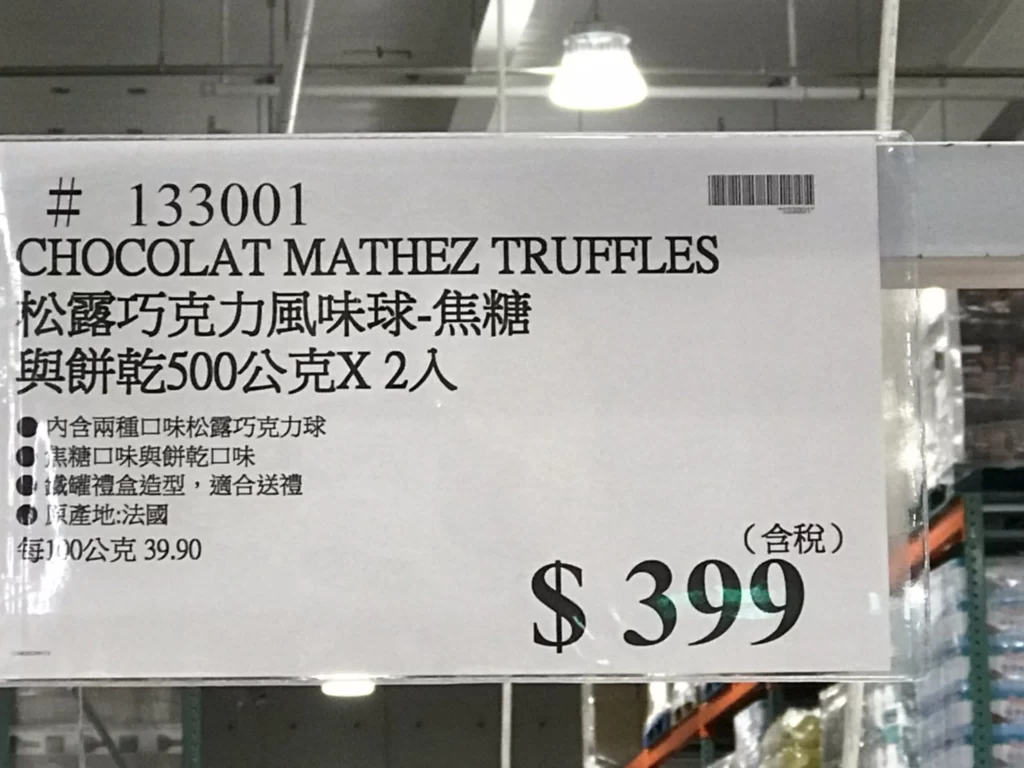 # 133001
CHOCOLAT MATHEZ TRUFFLES
松露巧克力風味球-焦糖
與餅乾500公克X 2入
● 內含兩種口味松露巧克力球
● 焦糖口味與餅乾口味
● 鐵罐禮盒造型，適合送禮
● 原產地:法國
每100公克 39.90
（含稅）
$ 399